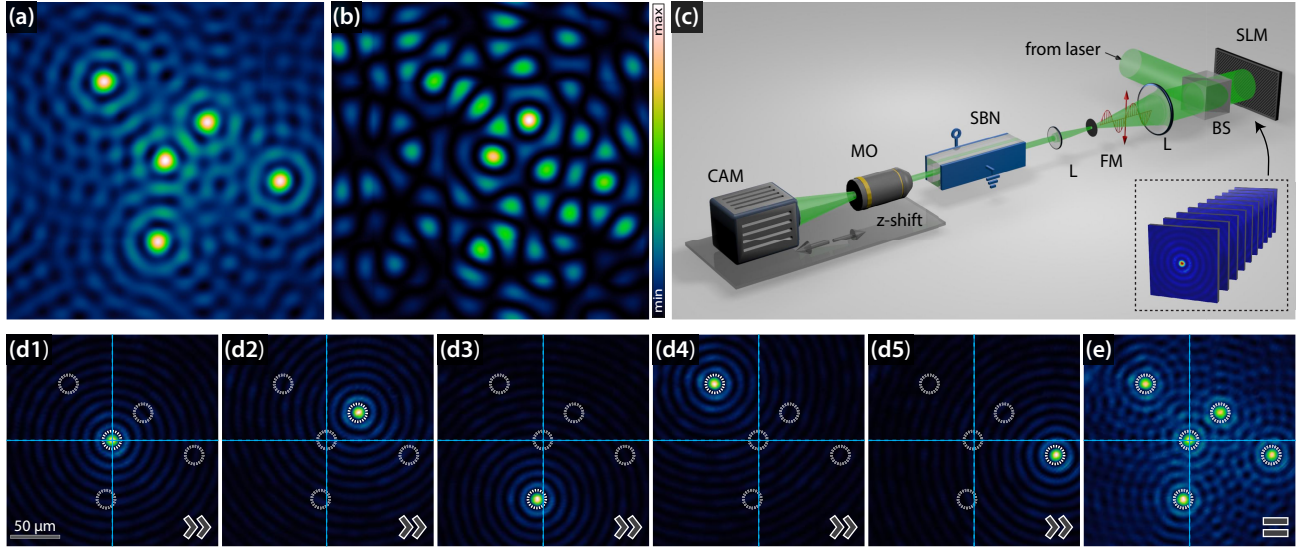 (a)
(b)
max
min
(c)
from laser
SLM
BS
L
FM
L
SBN
MO
CAM
z-shift
(d1)
(d2)
(d3)
(d4)
(d5)
(e)
50 µm